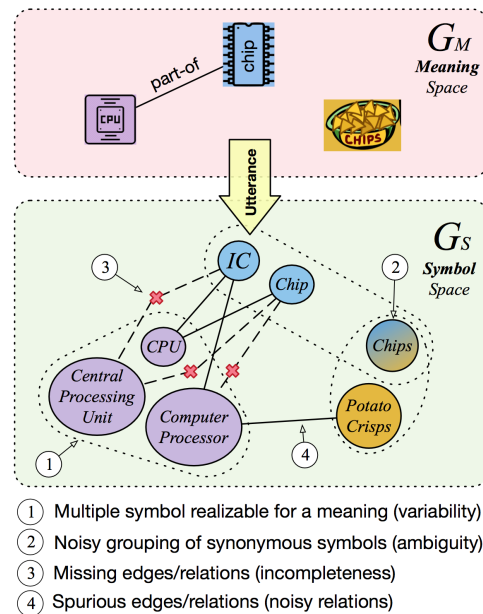 G_M
Meaning
Space
chip
part-of
CPU
CHIPS
Utterance
G_S
Symbol
Space
3
IC
Chip
2
CPU
Chips
Central
Processing
Unit
Computer
Processor
Potato
Crisps
1
4
1 Multiple symbol realizable for a meaning (variability)
2 Noisy grouping of synonymous symbols (ambiguity)
3 Missing edges/relations (incompleteness)
4 Spurious edges/relations (noisy relations)